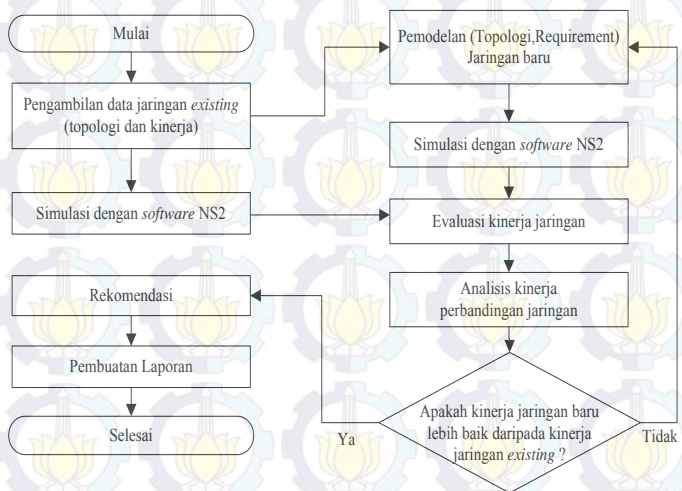 Mulai
Pengambilan data jaringan existing
(topologi dan kinerja)
Simulasi dengan software NS2
Pemodelan (Topologi,Requirement)
Jaringan baru
Simulasi dengan software NS2
Evaluasi kinerja jaringan
Analisis kinerja
perbandingan jaringan
Apakah kinerja jaringan baru
lebih baik daripada kinerja
jaringan existing ?
Ya
Tidak
Rekomendasi
Pembuatan Laporan
Selesai